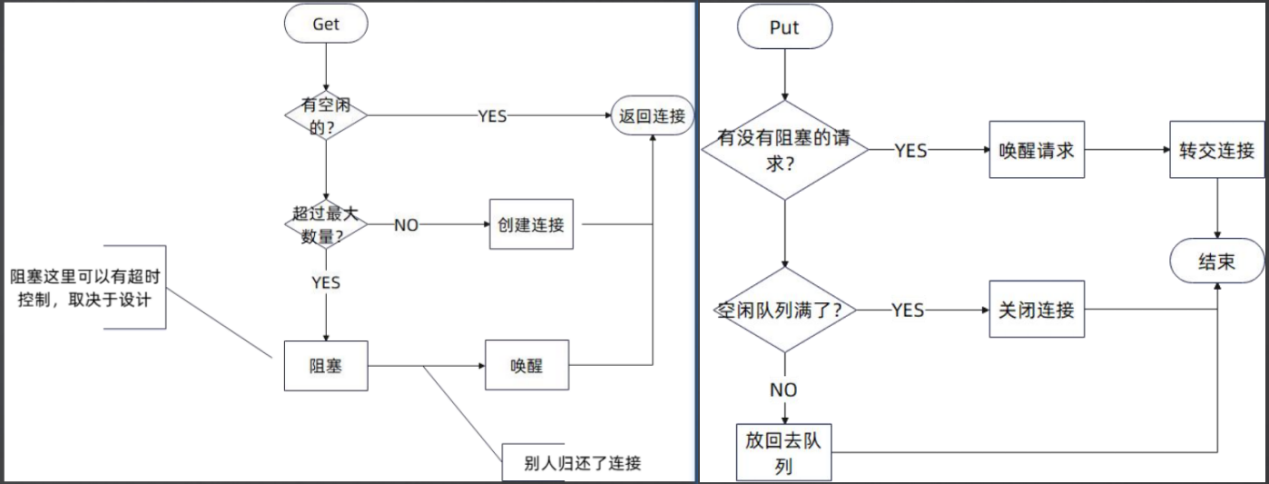 Get
有空闲
的？
YES
返回连接
超过最大
数量？
NO
创建连接
YES
阻塞这里可以有超时
控制，取决于设计
阻塞
唤醒
别人归还了连接
Put
有没有阻塞的请
求？
YES
唤醒请求
转交连接
结束
空闲队列满了？
YES
关闭连接
NO
放回去队
列